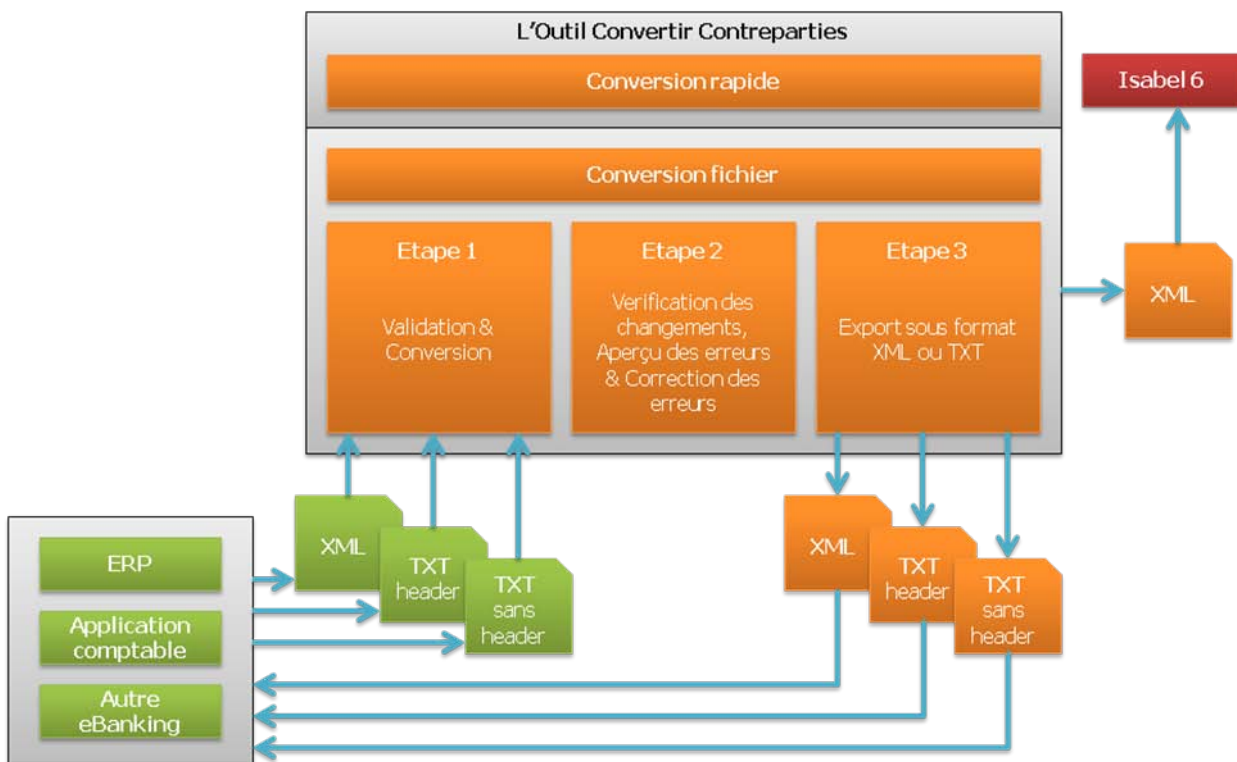 L'Outil Convertir Contreparties
Conversion rapide
Isabel 6
Conversion fichier
Etape 1
Validation &
Conversion
Etape 2
Verification des
changements,
Aperçu des erreurs
& Correction des
erreurs
Etape 3
Export sous format
XML ou TXT
XML
XML
TXT
header
TXT
sans
header
XML
TXT
header
TXT
sans
header
ERP
Application
comptable
Autre
eBanking